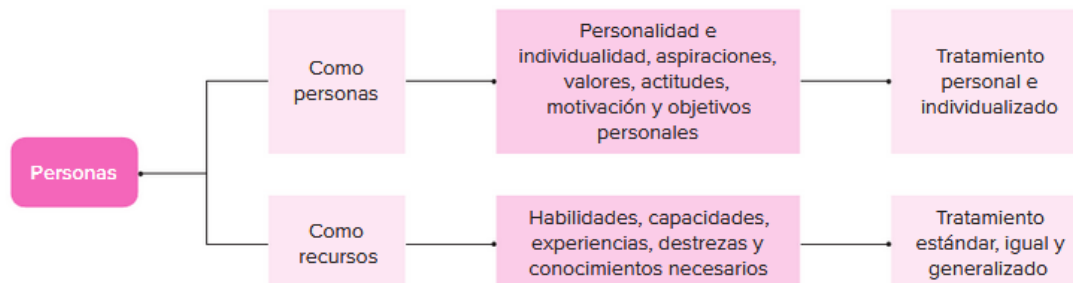 Personas
Como
personas
Personalidad e
individualidad, aspiraciones,
valores, actitudes,
motivación y objetivos
personales
Tratamiento
personal e
individualizado
Como
recursos
Habilidades, capacidades,
experiencias, destrezas y
conocimientos necesarios
Tratamiento
estándar, igual y
generalizado